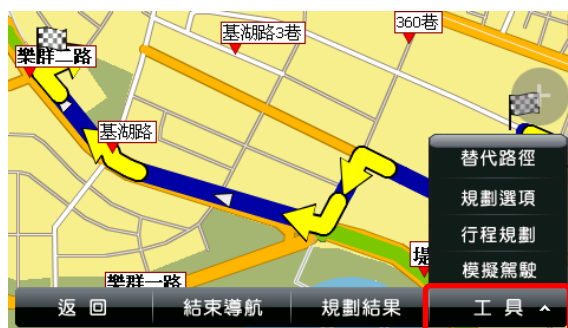 360巷
基湖路3巷
樂群二路
基湖路
替代路徑
規劃選項
行程規劃
堤
模擬駕駛
樂群一路
返回
結束導航
規劃結果
工具